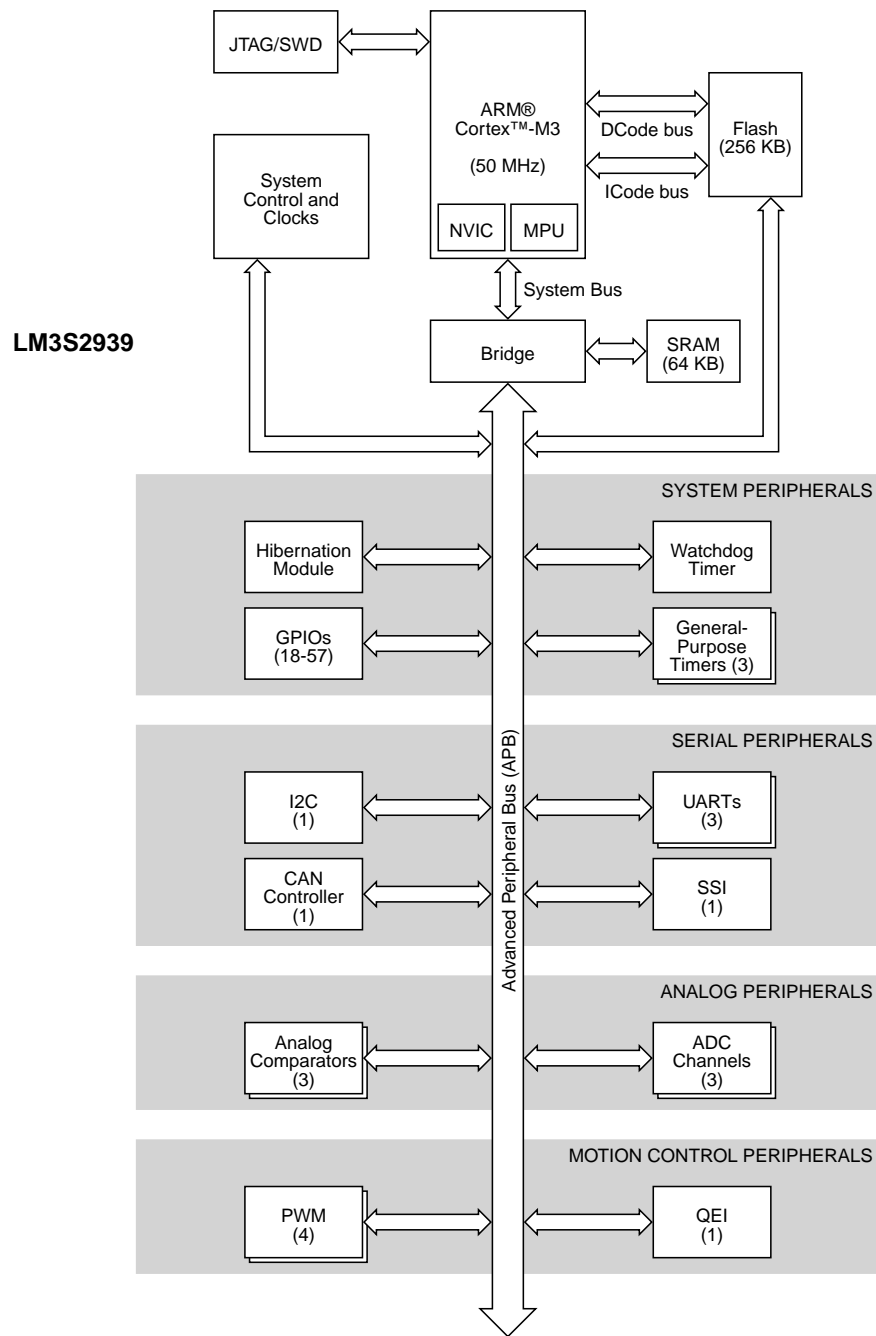 JTAG/SWD
ARM®
Cortex™-M3
(50 MHz)
NVIC
MPU
DCode bus
ICode bus
Flash
(256 KB)
System
Control and
Clocks
System Bus
LM3S2939
Bridge
SRAM
(64 KB)
Advanced Peripheral Bus (APB)
SYSTEM PERIPHERALS
Hibernation
Module
Watchdog
Timer
GPIOs
(18-57)
General-
Purpose
Timers (3)
SERIAL PERIPHERALS
I2C
(1)
UARTs
(3)
CAN
Controller
(1)
SSI
(1)
ANALOG PERIPHERALS
Analog
Comparators
(3)
ADC
Channels
(3)
MOTION CONTROL PERIPHERALS
PWM
(4)
QEI
(1)